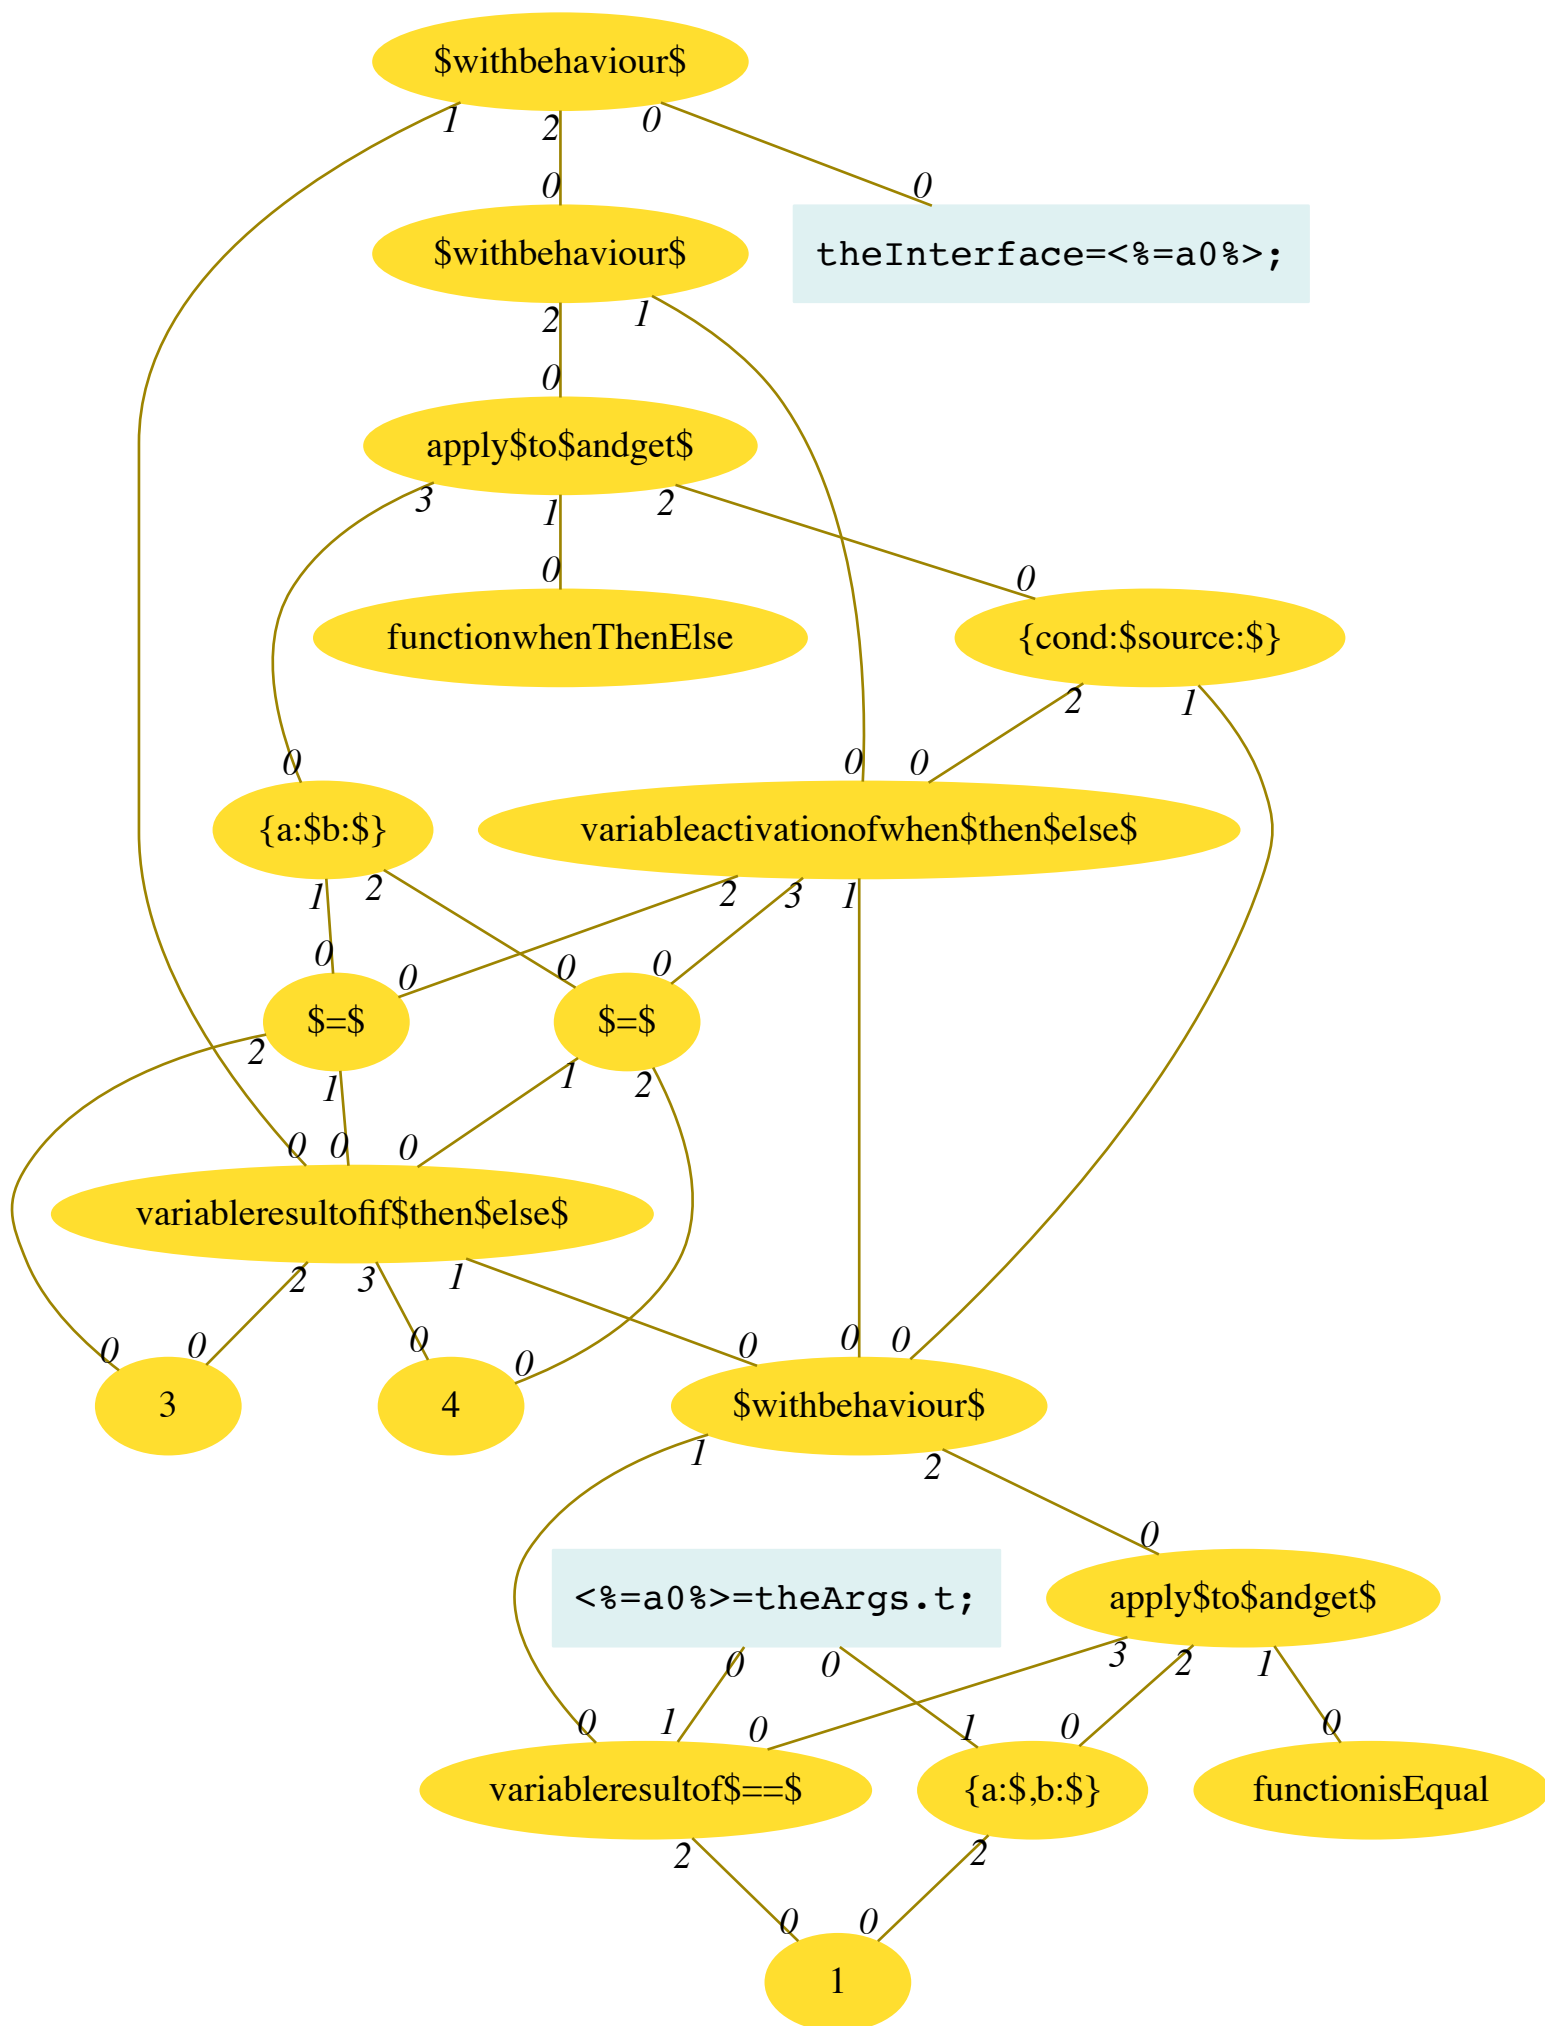 $withbehaviour$
1 2 0
0 0
$withbehaviour$ theInterface=<%=a0%>;
2 1
0
apply$to$andget$
3 1 2
0 0
functionwhenThenElse {cond:$source:$}
2 1
0 0 0
{a:$b:$} variableactivationofwhen$then$else$
1 2 2 3 1
0 0 0 0
$=$ $=$
2 1 1 2
0 0 0
variableresultofif$then$else$
2 3 1
0 0 0 0 0 0 0
3 4 $withbehaviour$
1 2
0
<%=a0%>=theArgs.t; apply$to$andget$
0 0 3 2 1
0 1 0 1 0 0
variableresultof$==$ {a:$,b:$} functionisEqual
2 2
0 0
1